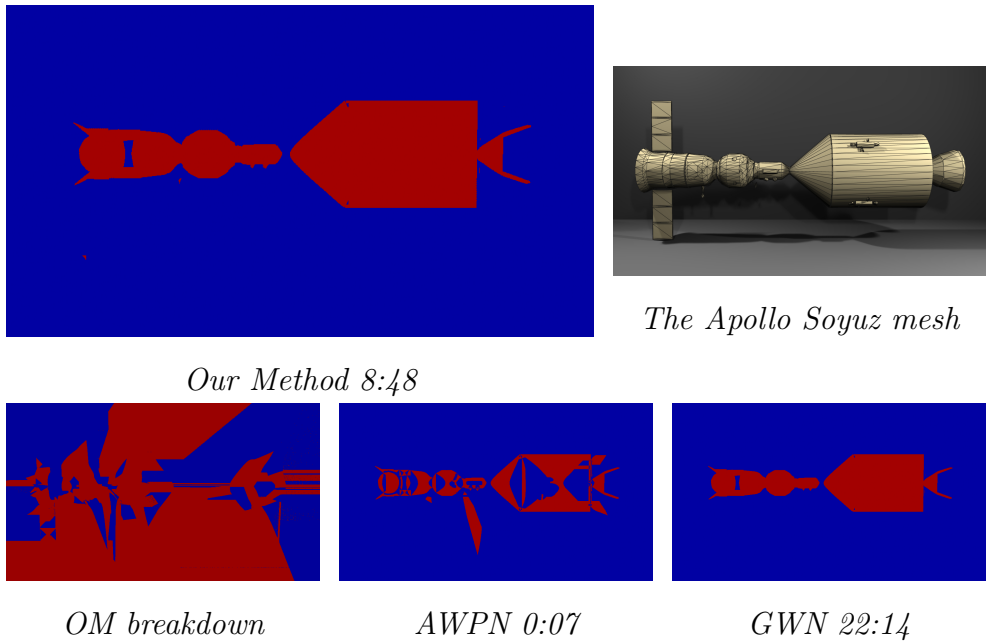 The Apollo Soyuz mesh
Our Method 8:48
OM breakdown
AWPN 0:07
GWN 22:14